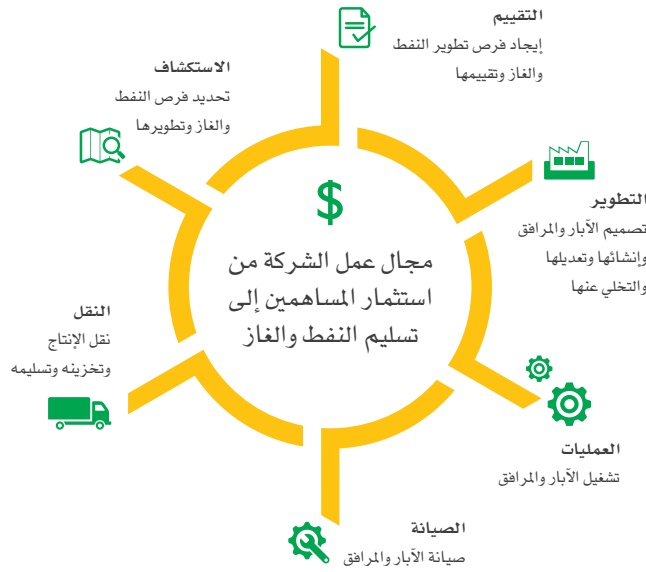 التقييم
إيجاد فرص تطوير النفط
والغاز وتقييمها
الاستكشاف
تحديد فرص النفط
والغاز وتطويرها
التطوير
تصميم الآبار والمرافق
وإنشائها وتعديلها
والتخلي عنها
$
مجال عمل الشركة من
استثمار المساهمين إلى
تسليم النفط والغاز
النقل
نقل الإنتاج
وتخزينه وتسليمه
العمليات
تشغيل الآبار والمرافق
الصيانة
صيانة الآبار والمرافق